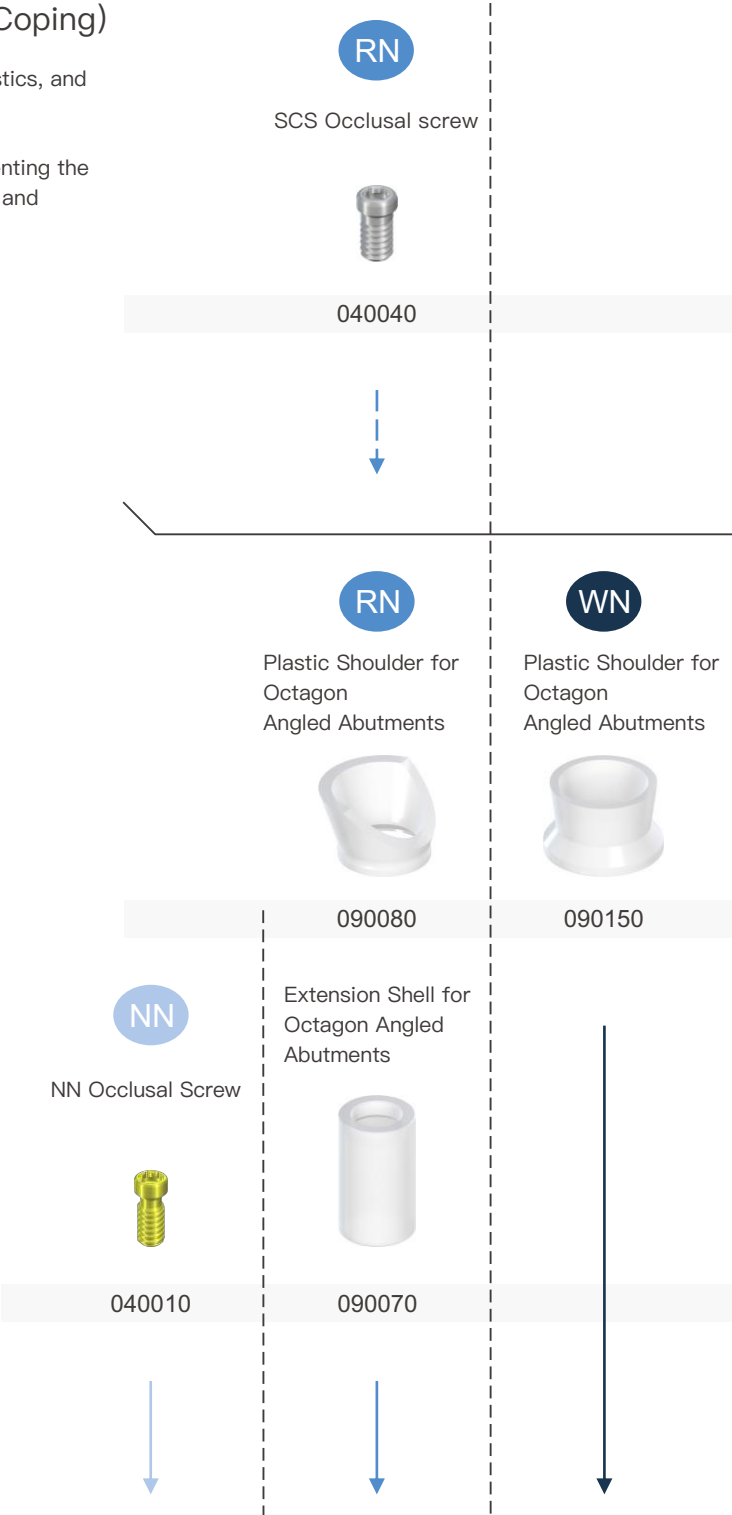 Coping)
stics, and
enting the
and
RN
SCS Occlusal screw
040040
RN
Plastic Shoulder for
Octagon
Angled Abutments
090080
WN
Plastic Shoulder for
Octagon
Angled Abutments
090150
NN
NN Occlusal Screw
040010
Extension Shell for
Octagon Angled
Abutments
090070